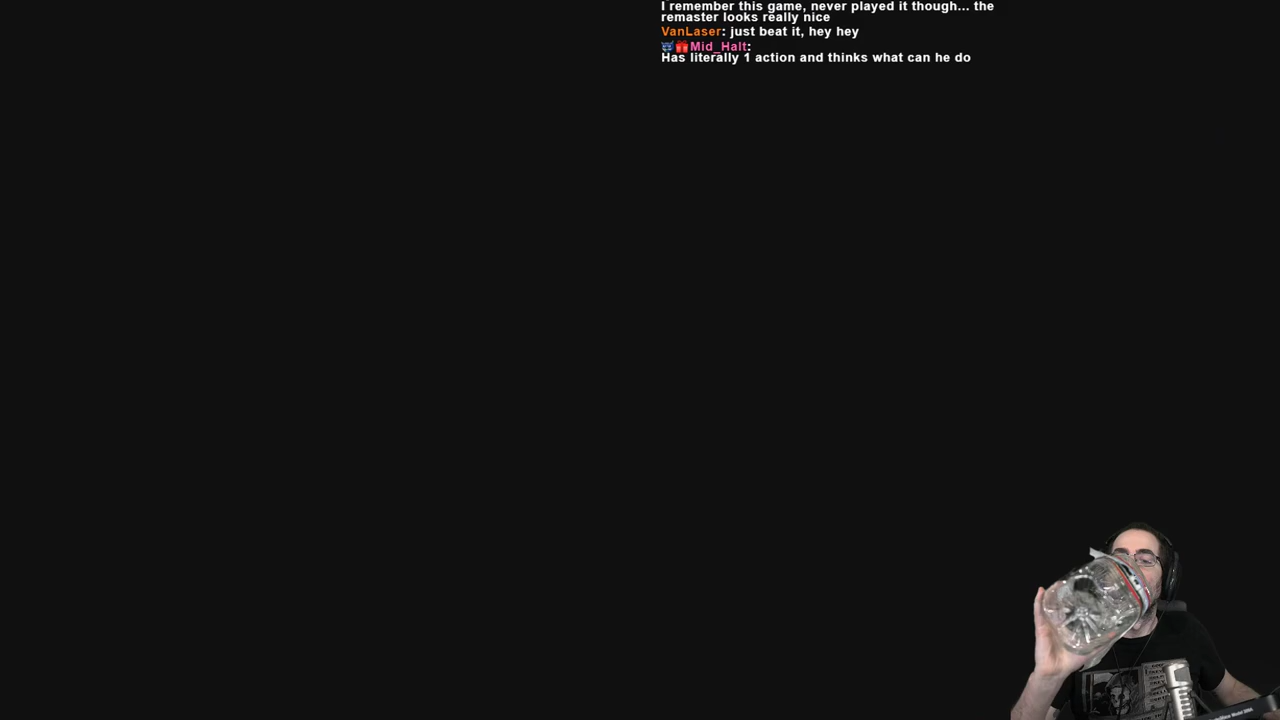 I remember this game, never played it though... the
remaster looks really nice
VanLaser: just beat it, hey hey
Mid_Halt:
Has literally 1 action and thinks what can he do